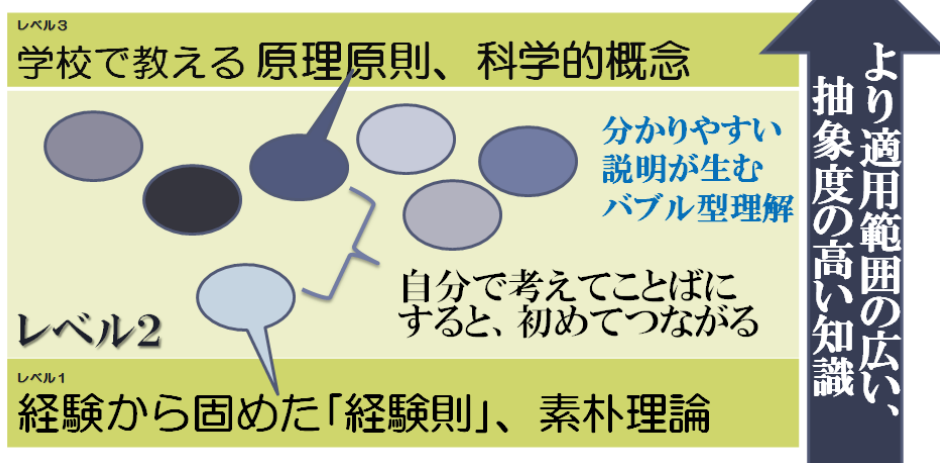 レベル3
学校で教える 原理原則、科学的概念
分かりやすい
説明が生む
バブル型理解
自分で考えてことばに
すると、初めてつながる
レベル2
レベル1
経験から固めた「経験則」、素朴理論
より適用範囲の広い、
抽象度の高い知識